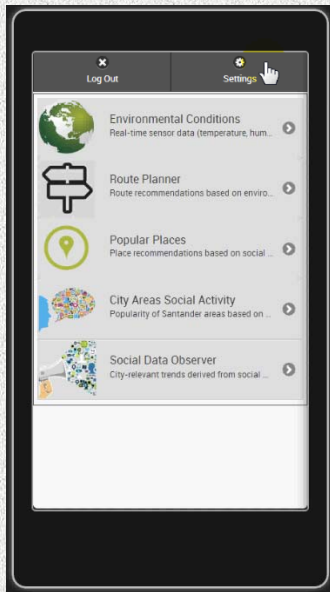 Log Out
Settings
Environmental Conditions
Real-time sensor data (temperature, hum...
Route Planner
Route recommendations based on enviro...
Popular Places
Place recommendations based on social ...
City Areas Social Activity
Popularity of Santander areas based on ...
Social Data Observer
City-relevant trends derived from social ...